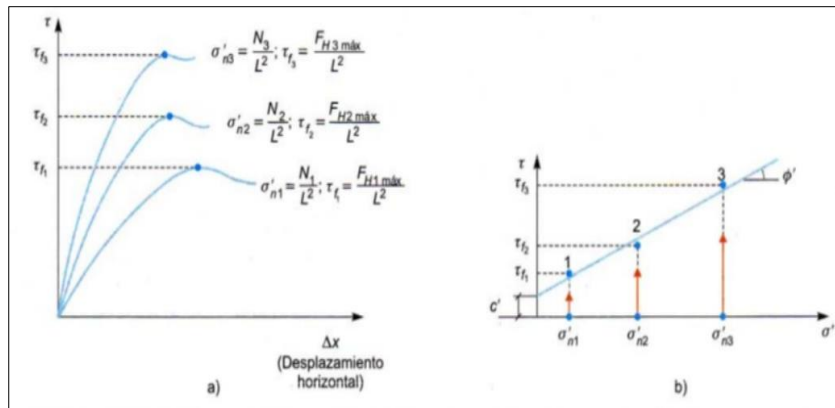 τ
τf3
σ'n3 = N3/L²; τf3 = FH3 máx/L²
τf2
σ'n2 = N2/L²; τf2 = FH2 máx/L²
τf1
σ'n1 = N1/L²; τf1 = FH1 máx/L²
Δx
(Desplazamiento
horizontal)
a)
τ
τf3
3
ϕ'
τf2
2
τf1
1
c'
σ'n1
σ'n2
σ'n3
σ'
b)